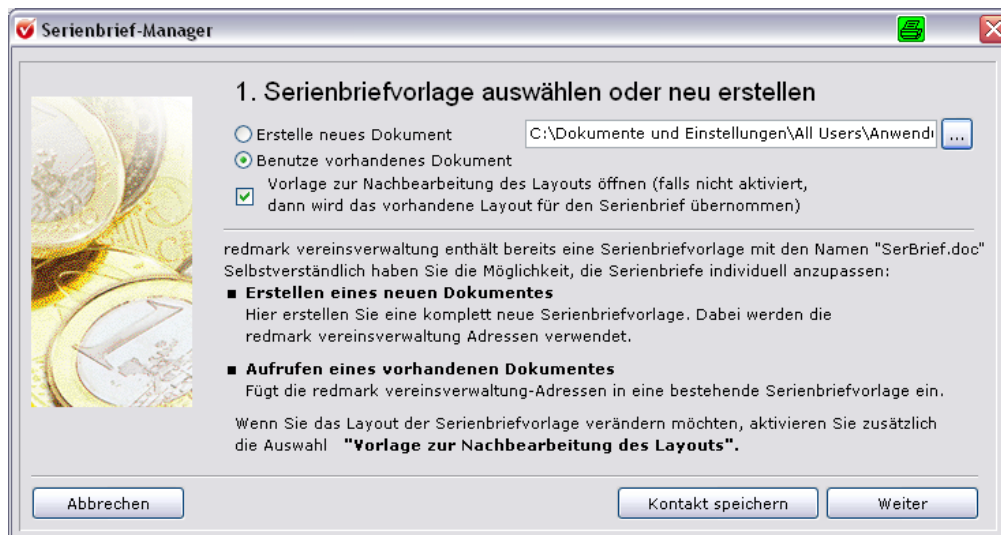 Serienbrief-Manager
1. Serienbriefvorlage auswählen oder neu erstellen
Erstelle neues Dokument
C:\Dokumente und Einstellungen\All Users\Anwend
...
Benutze vorhandenes Dokument
Vorlage zur Nachbearbeitung des Layouts öffnen (falls nicht aktiviert,
dann wird das vorhandene Layout für den Serienbrief übernommen)
redmark vereinsverwaltung enthält bereits eine Serienbriefvorlage mit den Namen "SerBrief.doc"
Selbstverständlich haben Sie die Möglichkeit, die Serienbriefe individuell anzupassen:
■ Erstellen eines neuen Dokumentes
Hier erstellen Sie eine komplett neue Serienbriefvorlage. Dabei werden die
redmark vereinsverwaltung Adressen verwendet.
■ Aufrufen eines vorhandenen Dokumentes
Fügt die redmark vereinsverwaltung-Adressen in eine bestehende Serienbriefvorlage ein.
Wenn Sie das Layout der Serienbriefvorlage verändern möchten, aktivieren Sie zusätzlich
die Auswahl "Vorlage zur Nachbearbeitung des Layouts".
Abbrechen
Kontakt speichern
Weiter